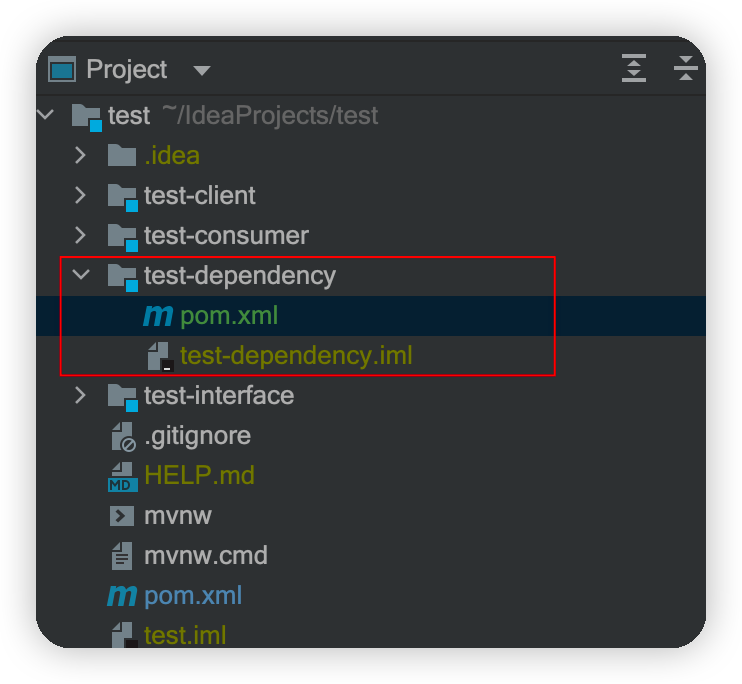 Project
test ~/IdeaProjects/test
.idea
test-client
test-consumer
test-dependency
m pom.xml
test-dependency.iml
test-interface
.gitignore
MD HELP.md
mvnw
mvnw.cmd
m pom.xml
test.iml